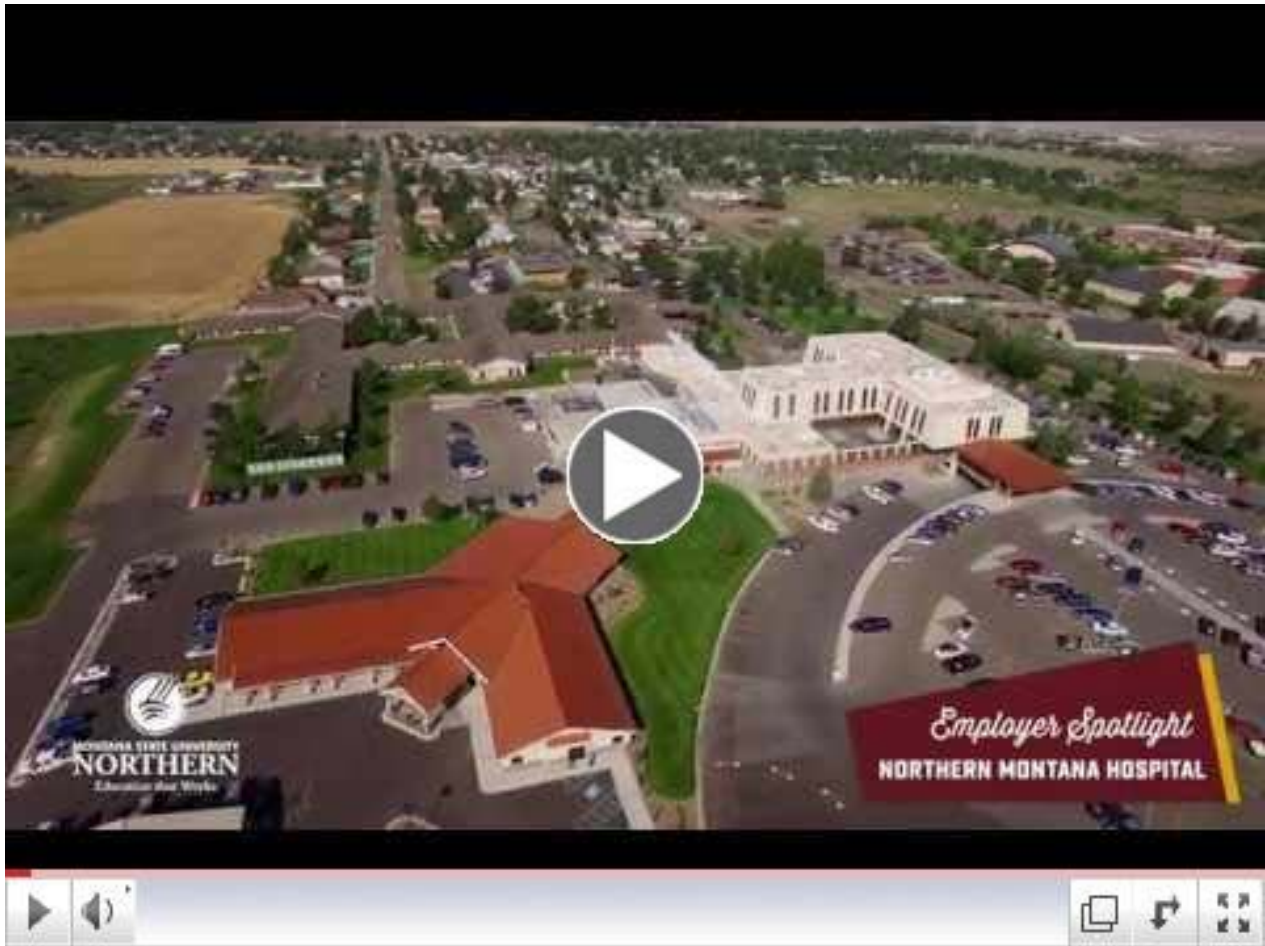 MONTANA STATE UNIVERSITY
NORTHERN
Education that Works
Employer Spotlight
NORTHERN MONTANA HOSPITAL